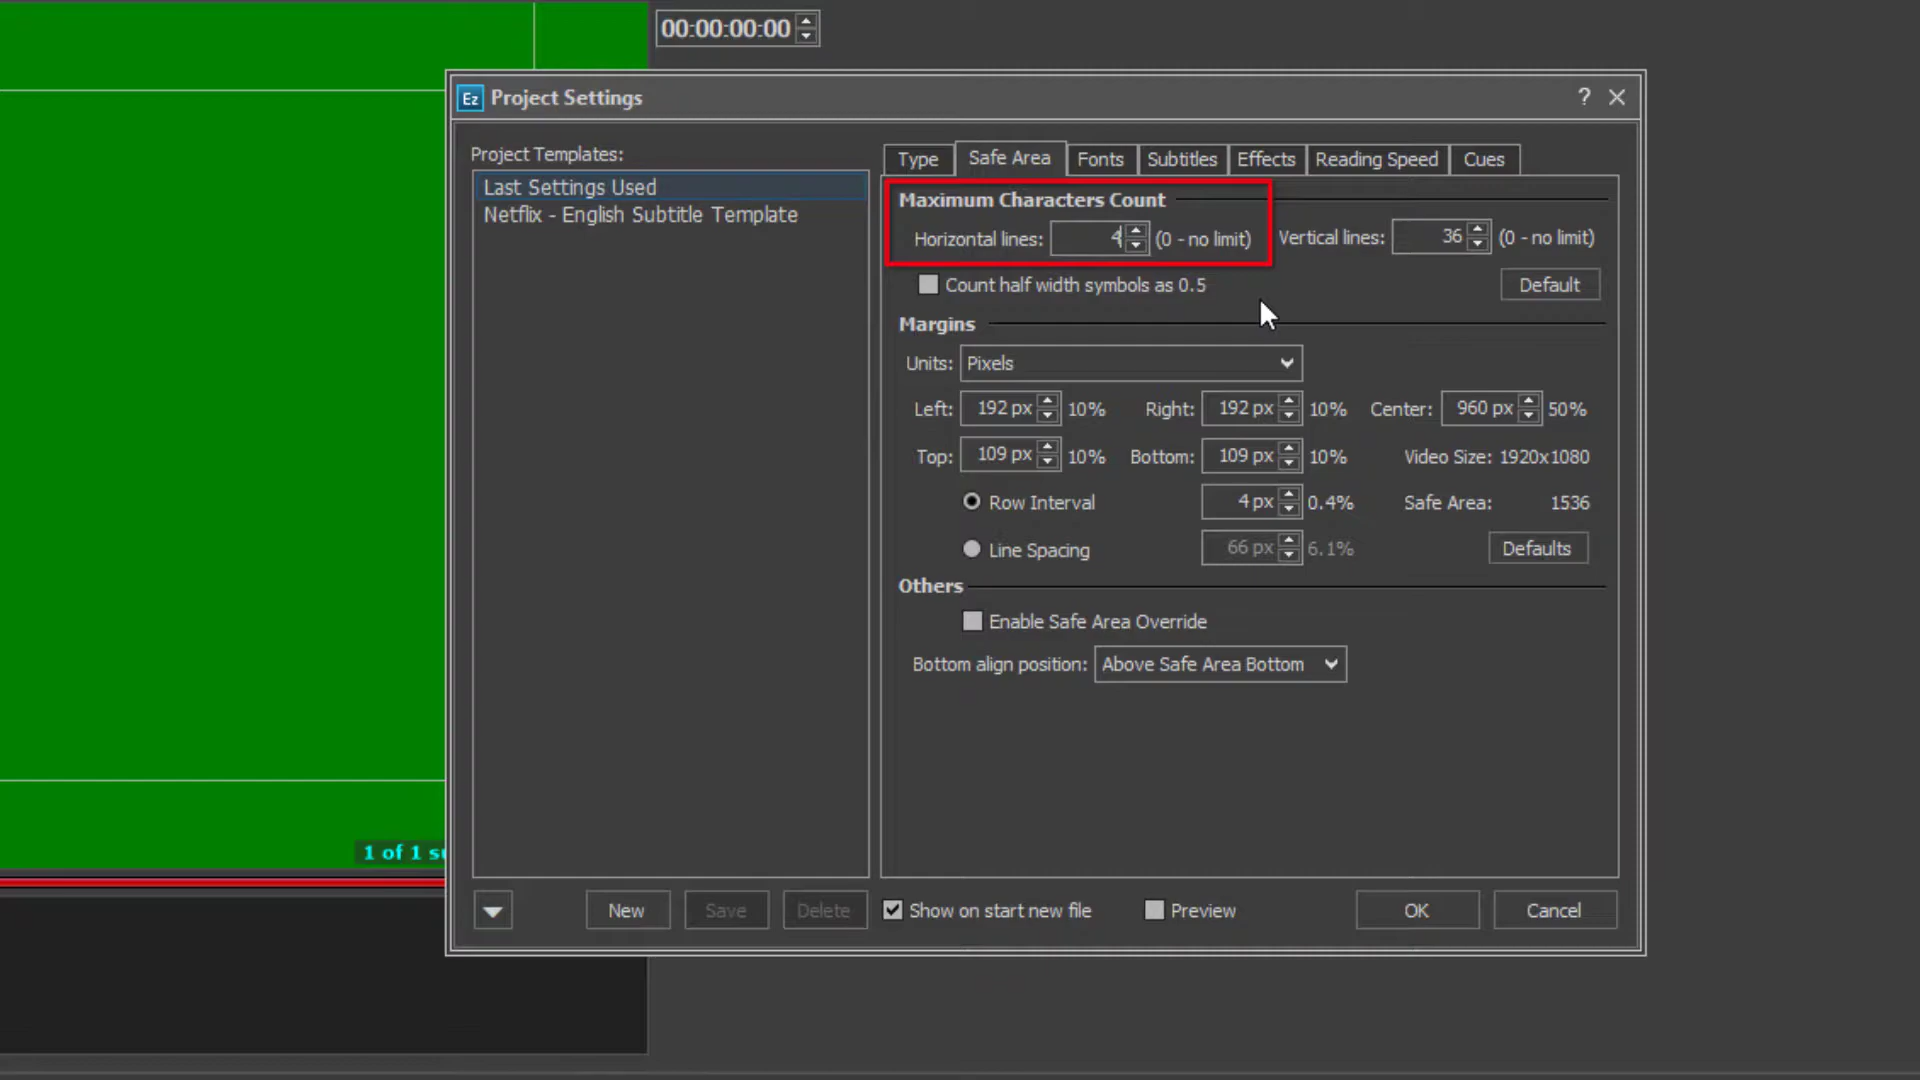 00:00:00:00
Ez Project Settings ?
Project Templates:
Last Settings Used
Netflix - English Subtitle Template
Type Safe Area Fonts Subtitles Effects Reading Speed Cues
Maximum Characters Count
Horizontal lines: 4 (0 - no limit) Vertical lines: 36 (0 - no limit)
Count half width symbols as 0.5 Default
Margins
Units: Pixels
Left: 192 px 10% Right: 192 px 10% Center: 960 px 50%
Top: 109 px 10% Bottom: 109 px 10% Video Size: 1920x1080
Row Interval 4 px 0.4% Safe Area: 1536
Line Spacing 66 px 6.1% Defaults
Others
Enable Safe Area Override
Bottom align position: Above Safe Area Bottom
1 of 1
New Save Delete Show on start new file Preview OK Cancel